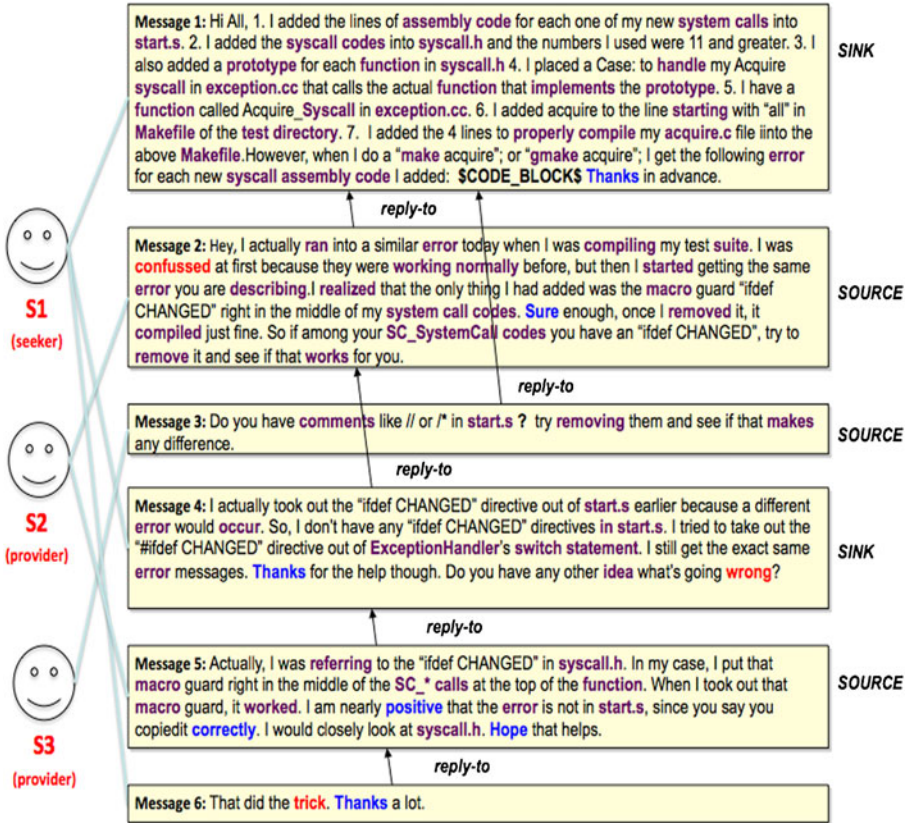 Message 1: Hi All, 1. I added the lines of assembly code for each one of my new system calls into
start.s. 2. I added the syscall codes into syscall.h and the numbers I used were 11 and greater. 3. I
also added a prototype for each function in syscall.h 4. I placed a Case: to handle my Acquire
syscall in exception.cc that calls the actual function that implements the prototype. 5. I have a
function called Acquire_Syscall in exception.cc. 6. I added acquire to the line starting with “all” in
Makefile of the test directory. 7. I added the 4 lines to properly compile my acquire.c file iinto the
above Makefile.However, when I do a “make acquire”; or “gmake acquire”; I get the following error
for each new syscall assembly code I added: $CODE_BLOCK$ Thanks in advance.
SINK
reply-to
S1
(seeker)
Message 2: Hey, I actually ran into a similar error today when I was compiling my test suite. I was
confussed at first because they were working normally before, but then I started getting the same
error you are describing.I realized that the only thing I had added was the macro guard “ifdef
CHANGED” right in the middle of my system call codes. Sure enough, once I removed it, it
compiled just fine. So if among your SC_SystemCall codes you have an “ifdef CHANGED”, try to
remove it and see if that works for you.
SOURCE
reply-to
Message 3: Do you have comments like // or /* in start.s ? try removing them and see if that makes
any difference.
SOURCE
reply-to
S2
(provider)
Message 4: I actually took out the “ifdef CHANGED” directive out of start.s earlier because a different
error would occur. So, I don’t have any “ifdef CHANGED” directives in start.s. I tried to take out the
“#ifdef CHANGED” directive out of ExceptionHandler’s switch statement. I still get the exact same
error messages. Thanks for the help though. Do you have any other idea what’s going wrong?
SINK
reply-to
Message 5: Actually, I was referring to the “ifdef CHANGED” in syscall.h. In my case, I put that
macro guard right in the middle of the SC_* calls at the top of the function. When I took out that
macro guard, it worked. I am nearly positive that the error is not in start.s, since you say you
copiedit correctly. I would closely look at syscall.h. Hope that helps.
SOURCE
S3
(provider)
reply-to
Message 6: That did the trick. Thanks a lot.